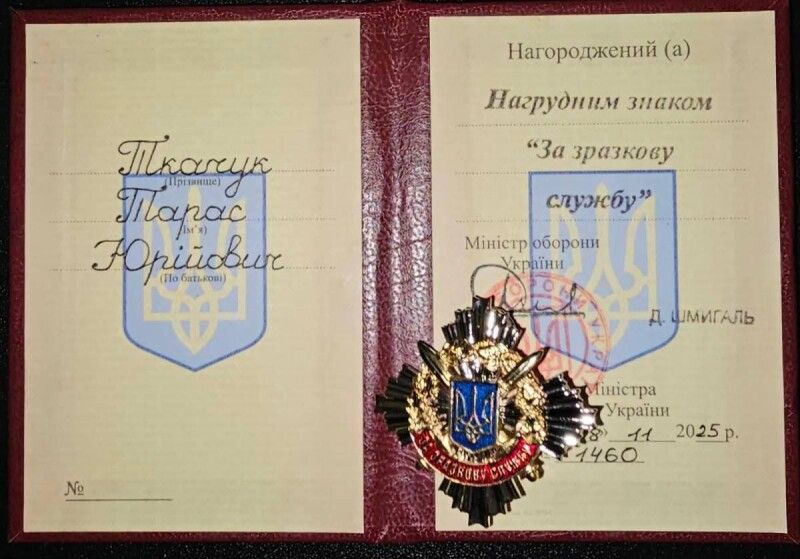 Ткачук
(Прізвище)
Тарас
(Ім'я)
Юрійович
(По батькові)
№
Нагороджений (а)
Нагрудним знаком
“За зразкову
службу”
Міністр оборони
України
Д. ШМИГАЛЬ
Міністра
України
8» 11 2025 р.
1460
ЗА ЗРАЗКОВУ СЛУЖБУ